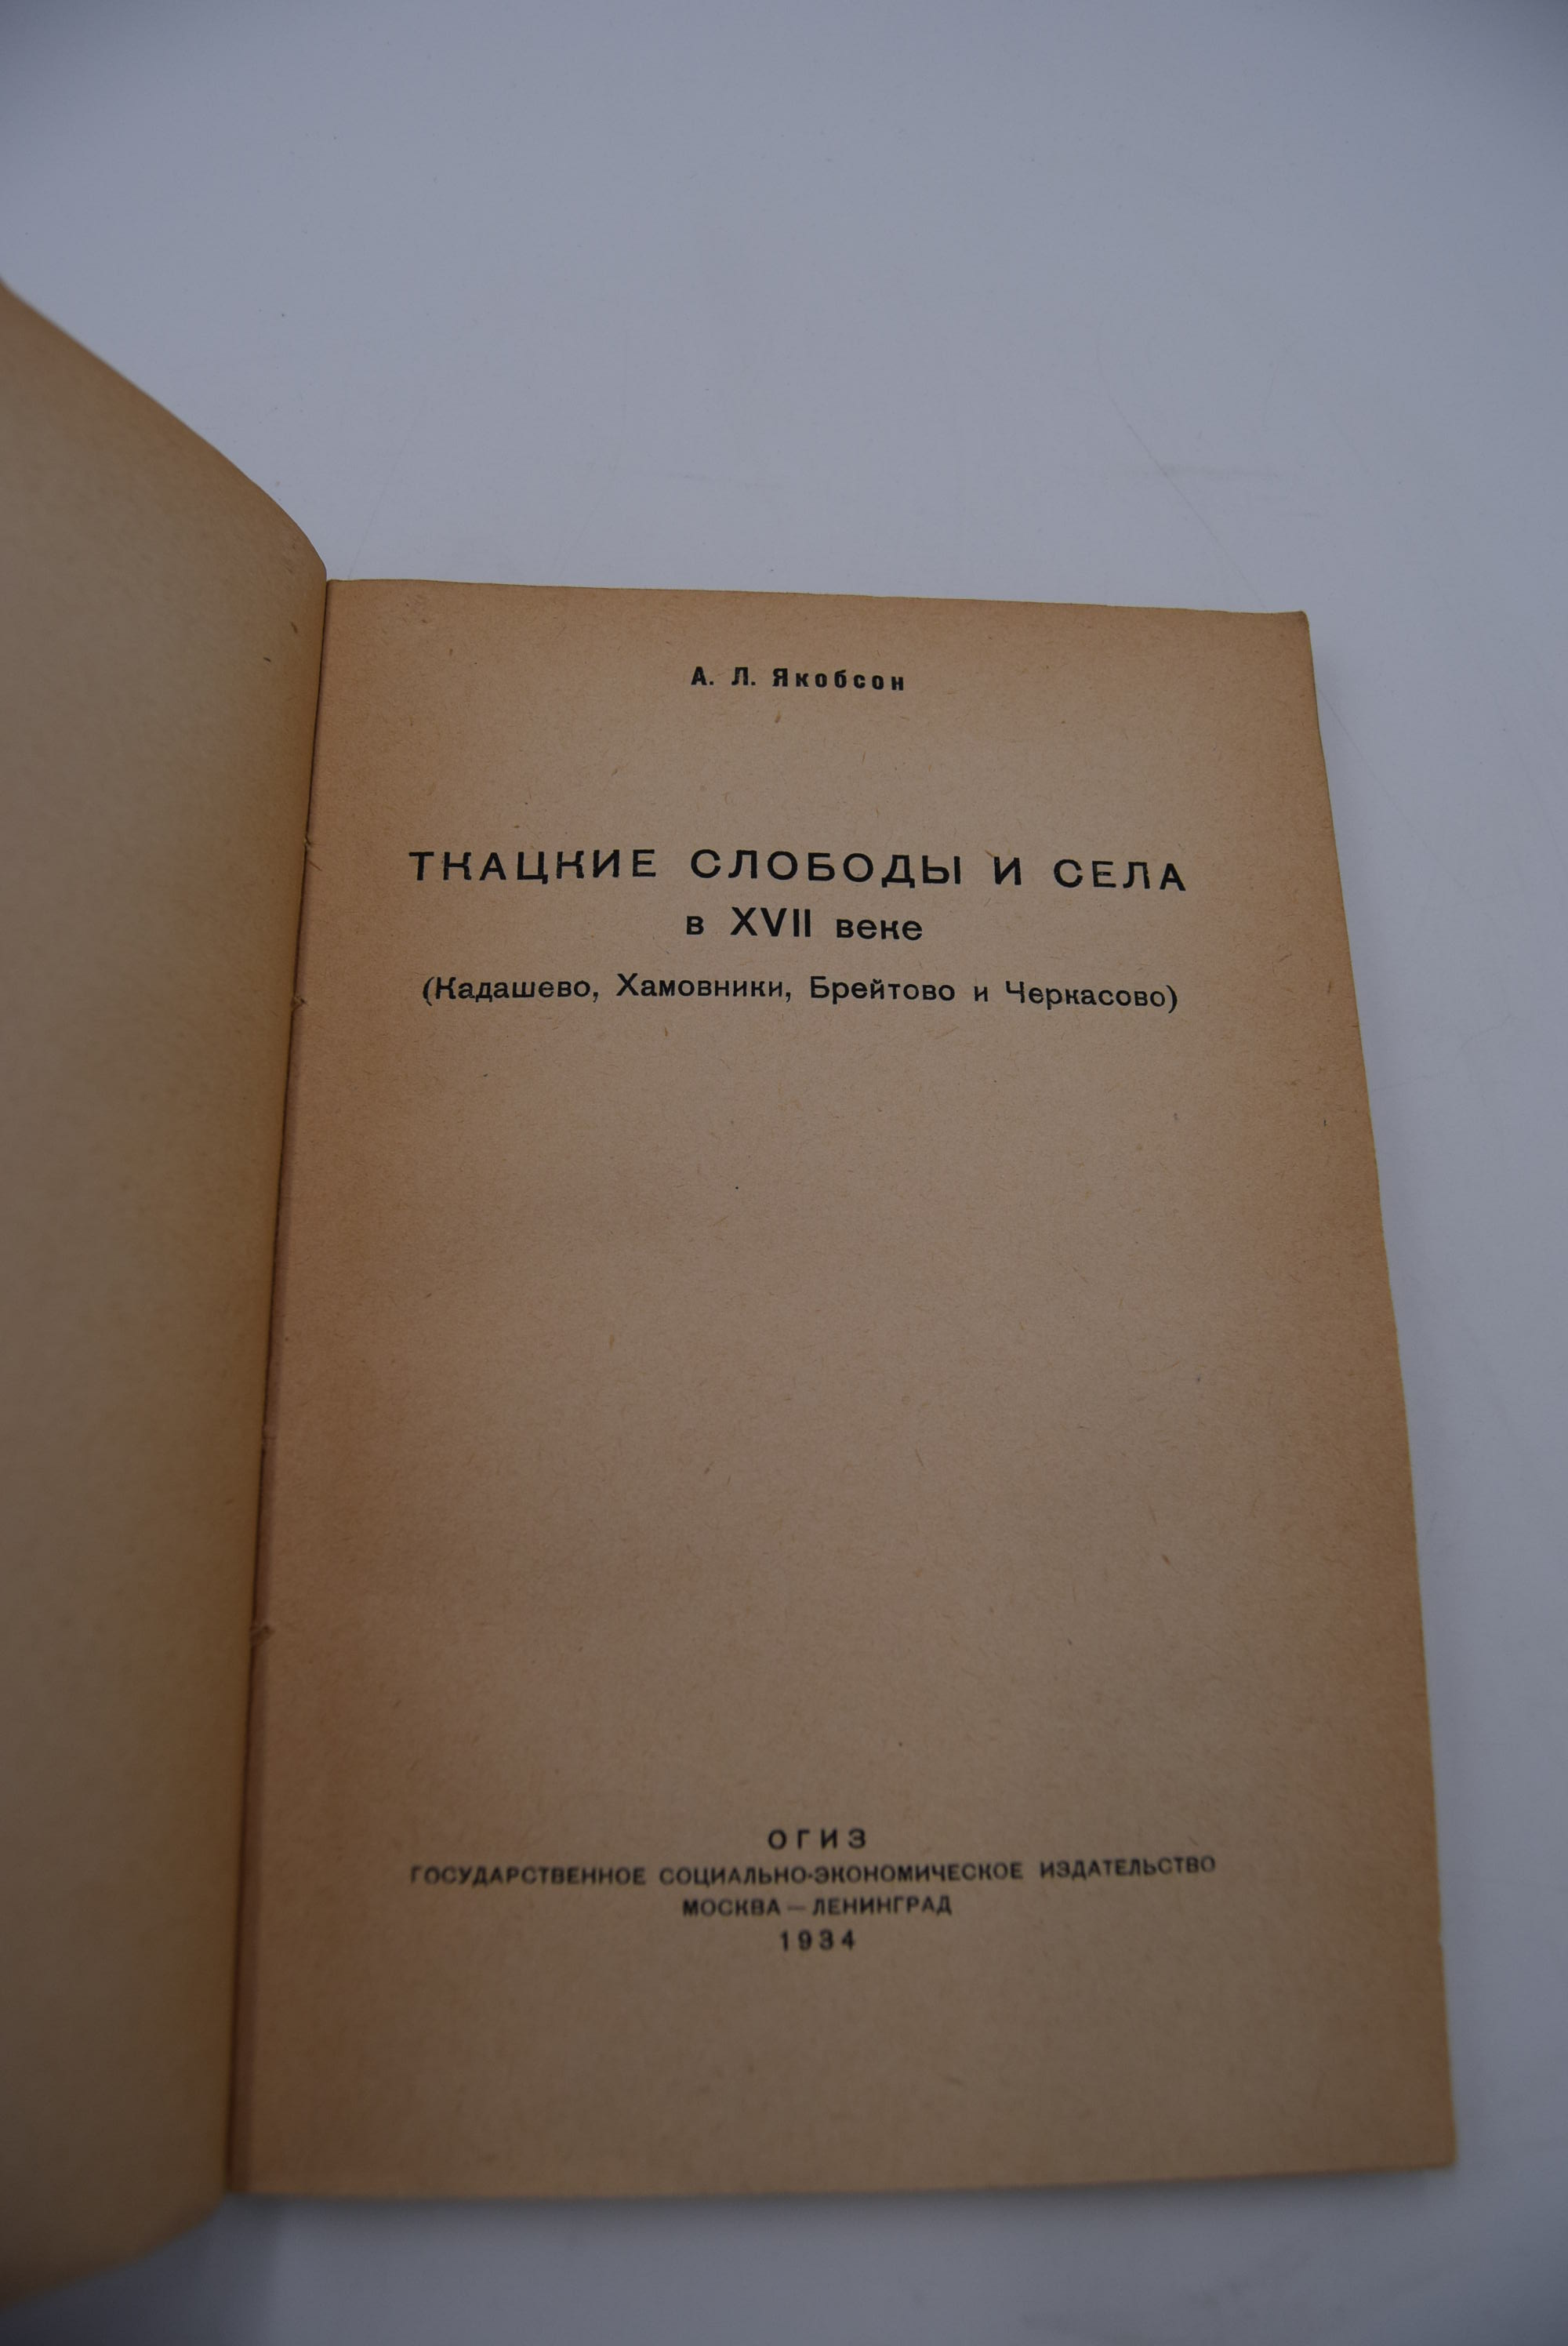 А. Л. Якобсон
ТКАЦКИЕ СЛОБОДЫ И СЕЛА
в XVII веке
(Кадашево, Хамовники, Брейтово и Черкасово)
ОГИЗ
ГОСУДАРСТВЕННОЕ СОЦИАЛЬНО-ЭКОНОМИЧЕСКОЕ ИЗДАТЕЛЬСТВО
МОСКВА — ЛЕНИНГРАД
1934